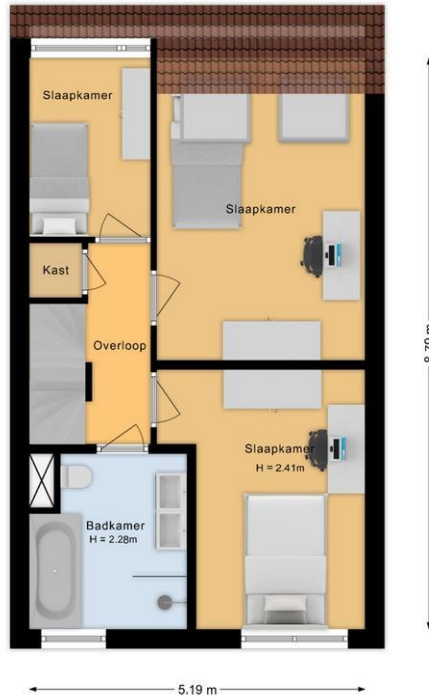 Slaapkamer
Slaapkamer
Kast
Overloop
Slaapkamer
H = 2.41m
Badkamer
H = 2.28m
5.19 m